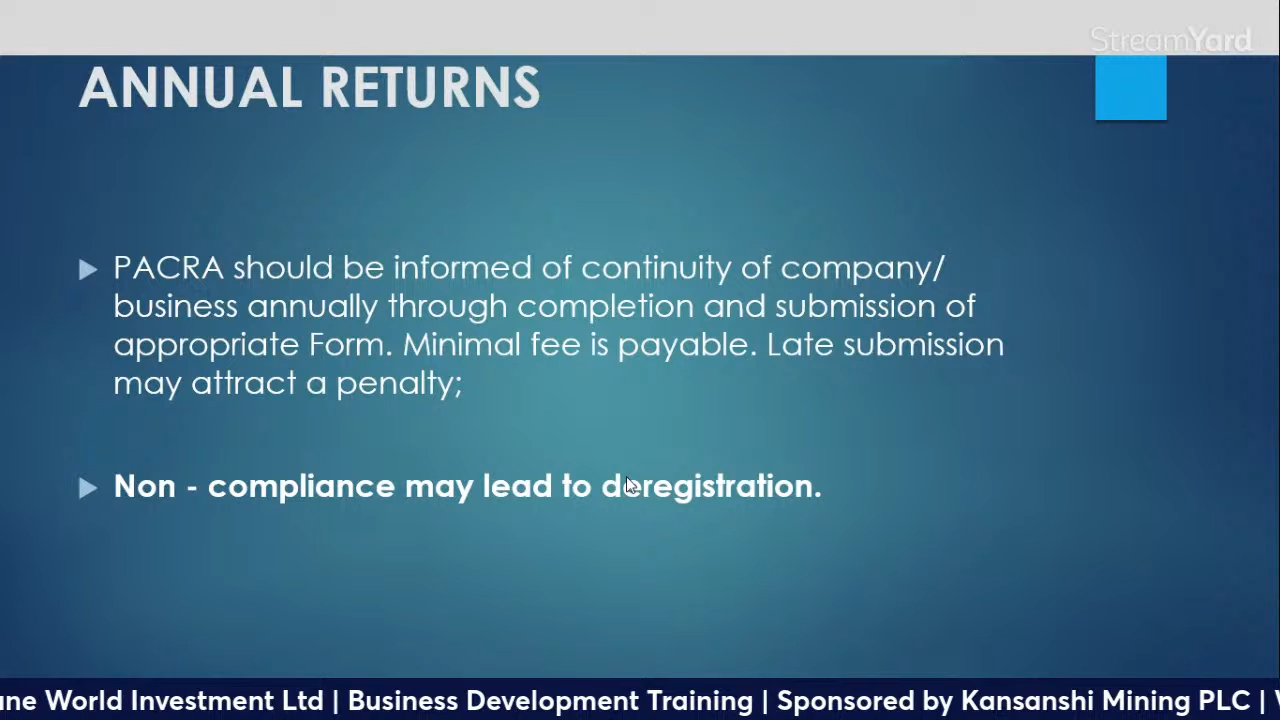 StreamYard
ANNUAL RETURNS
PACRA should be informed of continuity of company/
business annually through completion and submission of
appropriate Form. Minimal fee is payable. Late submission
may attract a penalty;
Non - compliance may lead to deregistration.
World Investment Ltd | Business Development Training | Sponsored by Kansanshi Mining PLC |